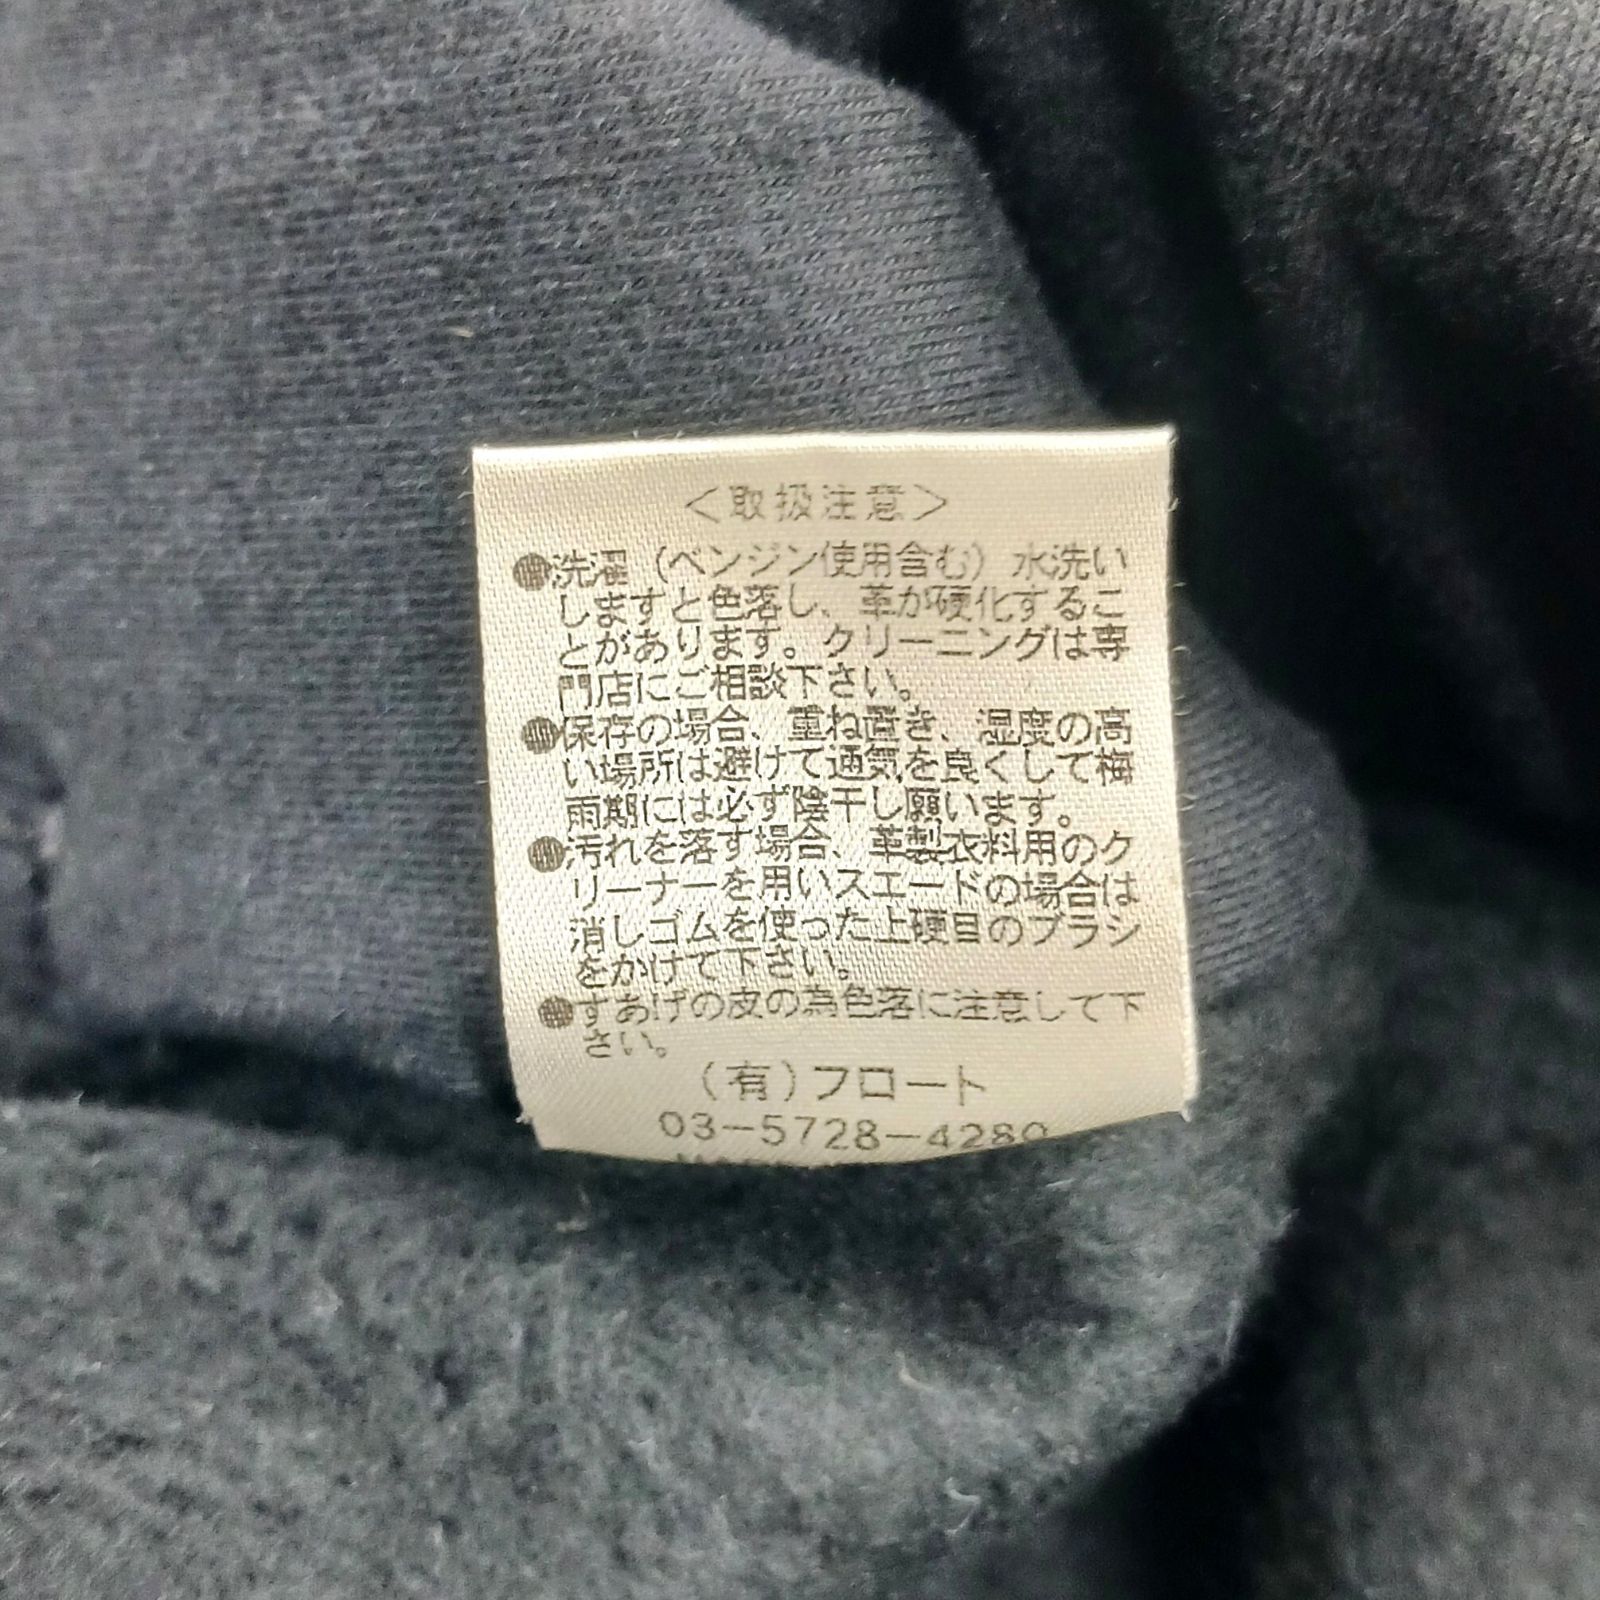 ＜取扱注意＞
●洗濯（ベンジン使用含む）水洗い
しますと色落し、革が硬化するこ
とがあります。クリーニングは専
門店にご相談下さい。
●保存の場合、重ね置き、湿度の高
い場所は避けて通気を良くして梅
雨期には必ず陰干し願います。
●汚れを落す場合、革製衣料用のク
リーナーを用いスエードの場合は
消しゴムを使った上硬目のブラシ
をかけて下さい。
●すあげの皮の為色落に注意して下
さい。
（有）フロート
03-5728-4280